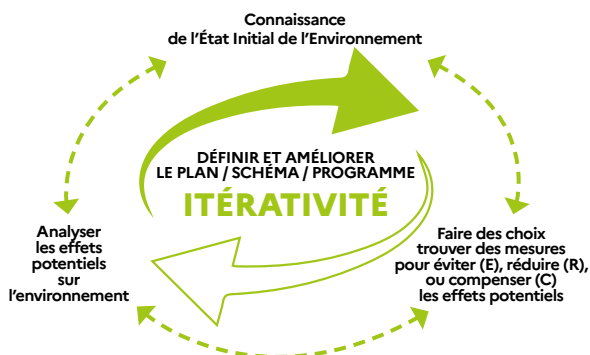 Connaissance
de l'État Initial de l'Environnement
DÉFINIR ET AMÉLIORER
LE PLAN / SCHÉMA / PROGRAMME
ITÉRATIVITÉ
Analyser
les effets
potentiels
sur
l'environnement
Faire des choix
trouver des mesures
pour éviter (E), réduire (R),
ou compenser (C)
les effets potentiels